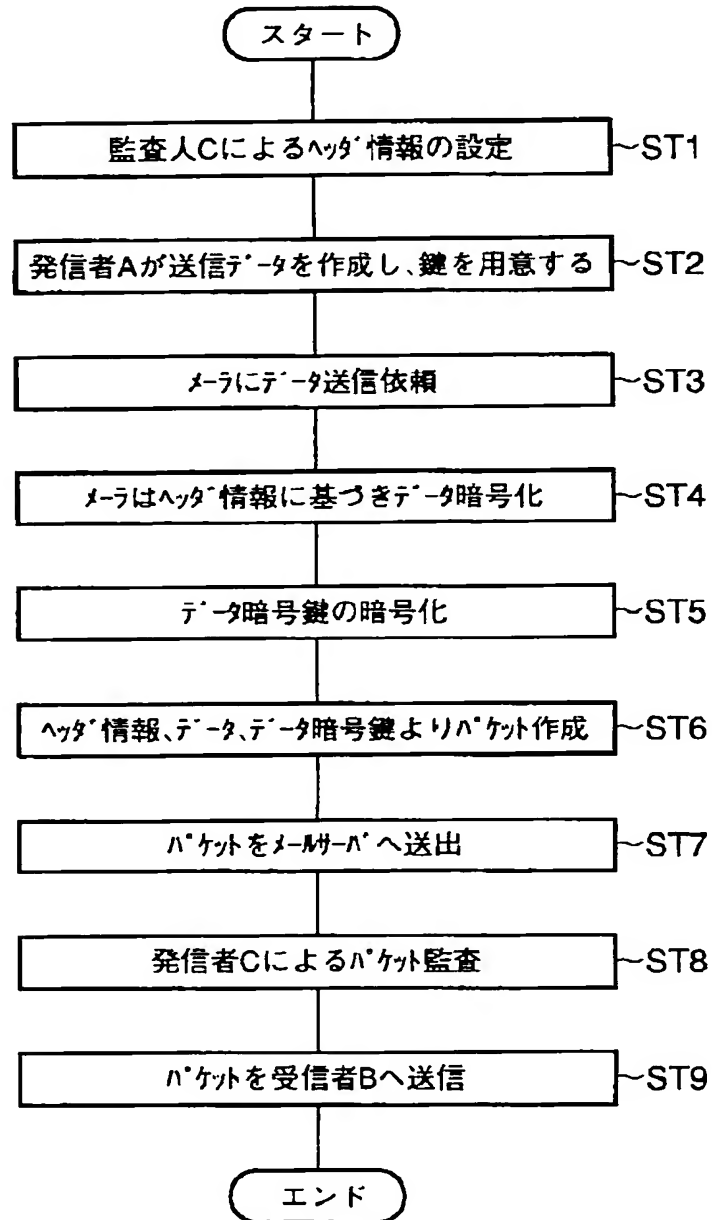 スタート
監査人Cによるヘッダ情報の設定 ～ST1
発信者Aが送信データを作成し、鍵を用意する ～ST2
メーラにデータ送信依頼 ～ST3
メーラはヘッダ情報に基づきデータ暗号化 ～ST4
データ暗号鍵の暗号化 ～ST5
ヘッダ情報、データ、データ暗号鍵よりパケット作成 ～ST6
パケットをメールサーバへ送出 ～ST7
発信者Cによるパケット監査 ～ST8
パケットを受信者Bへ送信 ～ST9
エンド